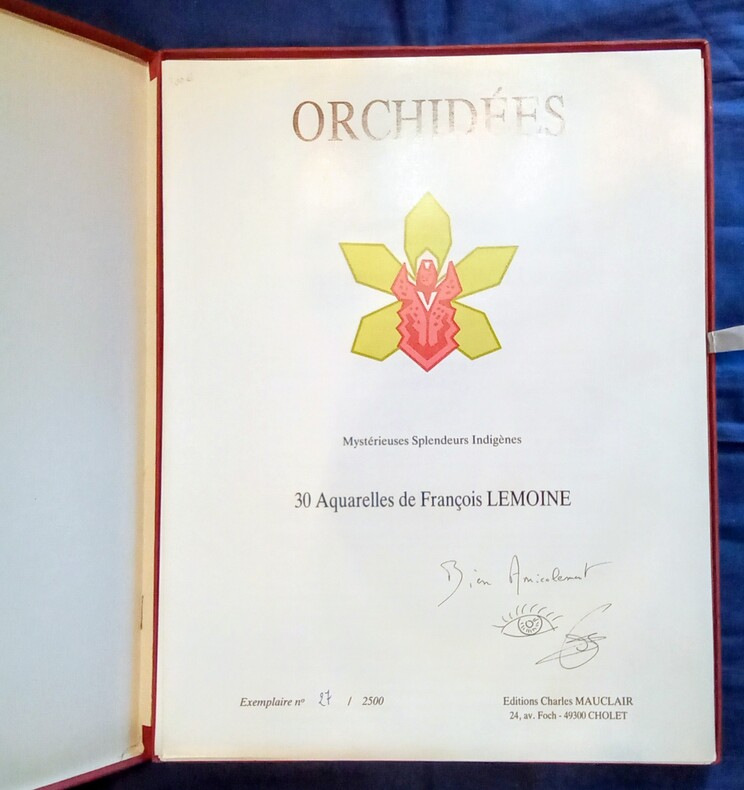 ORCHIDÉES
Mystérieuses Splendeurs Indigènes
30 Aquarelles de François LEMOINE
Bien Amicalement
Exemplaire nº 27 / 2500
Editions Charles MAUCLAIR
24, av. Foch - 49300 CHOLET